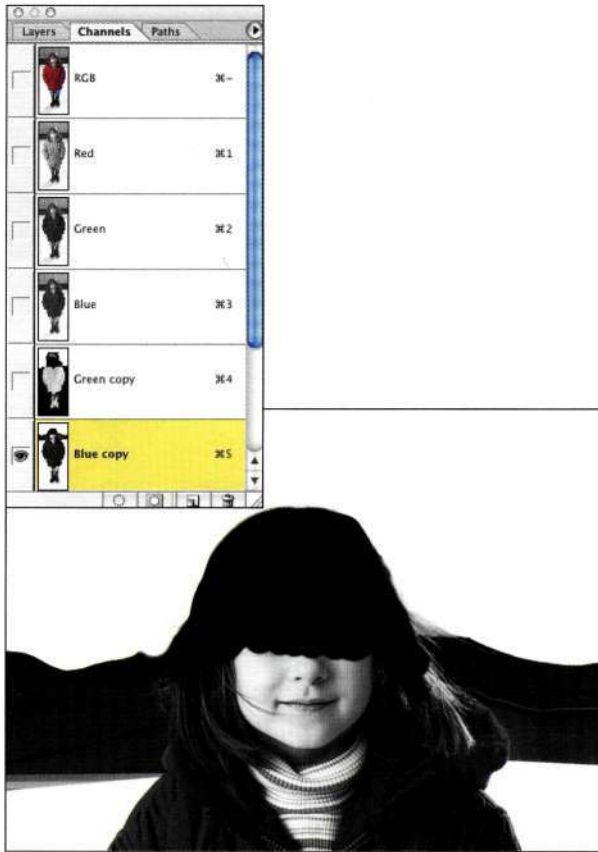 Layers Channels Paths
RGB ⌘~
Red ⌘1
Green ⌘2
Blue ⌘3
Green copy ⌘4
Blue copy ⌘5